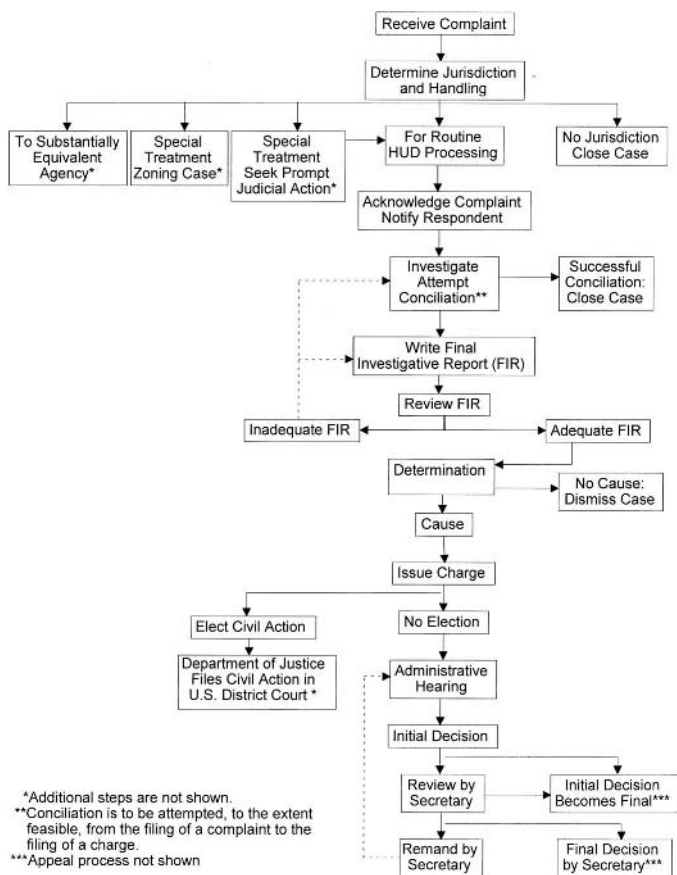 Receive Complaint
Determine Jurisdiction
and Handling
To Substantially
Equivalent
Agency*
Special
Treatment
Zoning Case*
Special
Treatment
Seek Prompt
Judicial Action*
For Routine
HUD Processing
No Jurisdiction
Close Case
Acknowledge Complaint
Notify Respondent
Investigate
Attempt
Conciliation**
Successful
Conciliation:
Close Case
Write Final
Investigative Report (FIR)
Review FIR
Inadequate FIR
Adequate FIR
Determination
No Cause:
Dismiss Case
Cause
Issue Charge
Elect Civil Action
No Election
Department of Justice
Files Civil Action in
U.S. District Court *
Administrative
Hearing
Initial Decision
Review by
Secretary
Initial Decision
Becomes Final***
Remand by
Secretary
Final Decision
by Secretary***
*Additional steps are not shown.
**Conciliation is to be attempted, to the extent
feasible, from the filing of a complaint to the
filing of a charge.
***Appeal process not shown